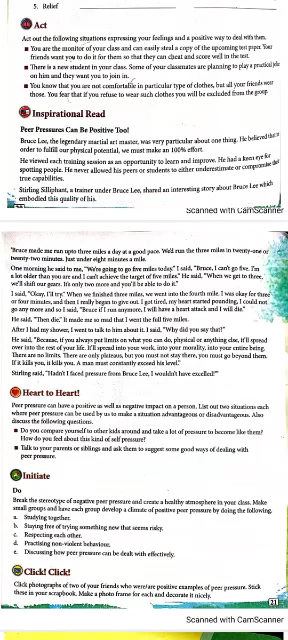 5. Relief
Act
Act out the following situations expressing your feelings and a positive way to deal with them.
■ You are the monitor of your class and can easily steal a copy of the upcoming test paper. Your
friends want you to do it for them so that they can cheat and score well in the test.
■ There is a new student in your class. Some of your classmates are planning to play a practical joke
on him and they want you to join in.
■ You know that you are not comfortable in particular type of clothes, but all your friends wear
those. You fear that if you refuse to wear such clothes you will be excluded from the group.
Inspirational Read
Peer Pressures Can Be Positive Too!
Bruce Lee, the legendary martial art master, was very particular about one thing. He believed that in
order to fulfill our physical potential, we must make an 100% effort.
He viewed each training session as an opportunity to learn and improve. He had a keen eye for
spotting people. He never allowed his peers or students to either underestimate or compromise their
true capabilities.
Stirling Silliphant, a trainer under Bruce Lee, shared an interesting story about Bruce Lee which
embodied this quality of his.
Scanned with CamScanner
"Bruce made me run upto three miles a day at a good pace. We'd run the three miles in twenty-one or
twenty-two minutes. Just under eight minutes a mile.
One morning he said to me, "We're going to go five miles today." I said, "Bruce, I can't go five. I'm
a lot older than you are and I can't achieve the target of five miles." He said, "When we get to three,
we'll shift our gears. It's only two more and you'll be able to do it."
I said, "Okay, I'll try." When we finished three miles, we went into the fourth mile. I was okay for three
or four minutes, and then I really began to give out. I got tired, my heart started pounding, I could not
go any more and so I said, "Bruce if I run anymore, I will have a heart attack and I will die."
He said, "Then die." It made me so mad that I went the full five miles.
After I had my shower, I went to talk to him about it. I said, "Why did you say that?"
He said, "Because, if you always put limits on what you can do, physical or anything else, it'll spread
over into the rest of your life. It'll spread into your work, into your morality, into your entire being.
There are no limits. There are only plateaus, but you must not stay there, you must go beyond them.
If it kills you, it kills you. A man must constantly exceed his level."
Stirling said, "Hadn't I faced pressure from Bruce Lee, I wouldn't have excelled!"
Heart to Heart!
Peer pressure can have a positive as well as negative impact on a person. List out two situations each
where peer pressure can be used by us to make a situation advantageous or disadvantageous. Also
discuss the following questions.
■ Do you compare yourself to other kids around and take a lot of pressure to become like them?
How do you feel about this kind of self pressure?
■ Talk to your parents or siblings and ask them to suggest some good ways of dealing with
peer pressure.
Initiate
Do
Break the stereotype of negative peer pressure and create a healthy atmosphere in your class. Make
small groups and have each group develop a climate of positive peer pressure by doing the following.
a. Studying together.
b. Staying free of trying something new that seems risky.
c. Respecting each other.
d. Practising non-violent behaviour.
e. Discussing how peer pressure can be dealt with effectively.
Click! Click!
Click photographs of two of your friends who were/are positive examples of peer pressure. Stick
these in your scrapbook. Make a photo frame for each and decorate it nicely.
21
Scanned with CamScanner